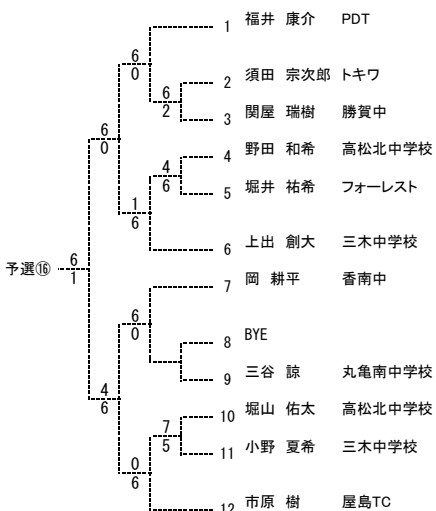 1 福井 康介 PDT
6
0
2 須田 宗次郎 トキワ
6
2
3 関屋 瑞樹 勝賀中
6
0
4 野田 和希 高松北中学校
4
6
5 堀井 祐希 フォーレスト
1
6
6 上出 創大 三木中学校
予選⑯
6
1
7 岡 耕平 香南中
6
0
8 BYE
9 三谷 諒 丸亀南中学校
4
6
10 堀山 佑太 高松北中学校
7
5
11 小野 夏希 三木中学校
0
6
12 市原 樹 屋島TC